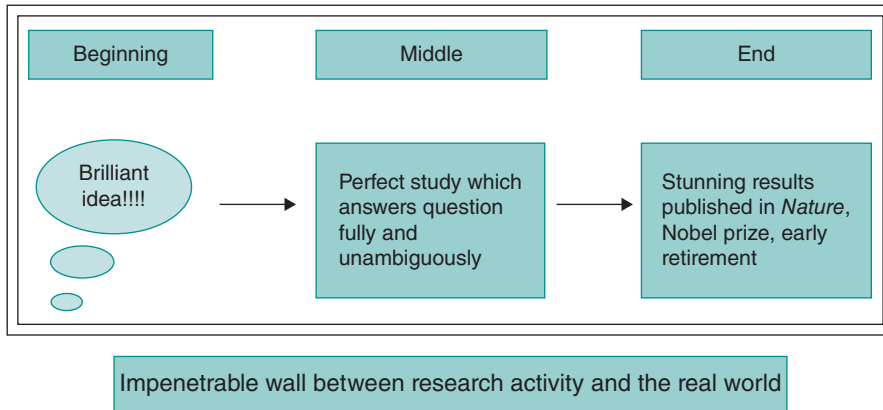 Beginning
Middle
End
Brilliant
idea!!!!
Perfect study which
answers question
fully and
unambiguously
Stunning results
published in Nature,
Nobel prize, early
retirement
Impenetrable wall between research activity and the real world